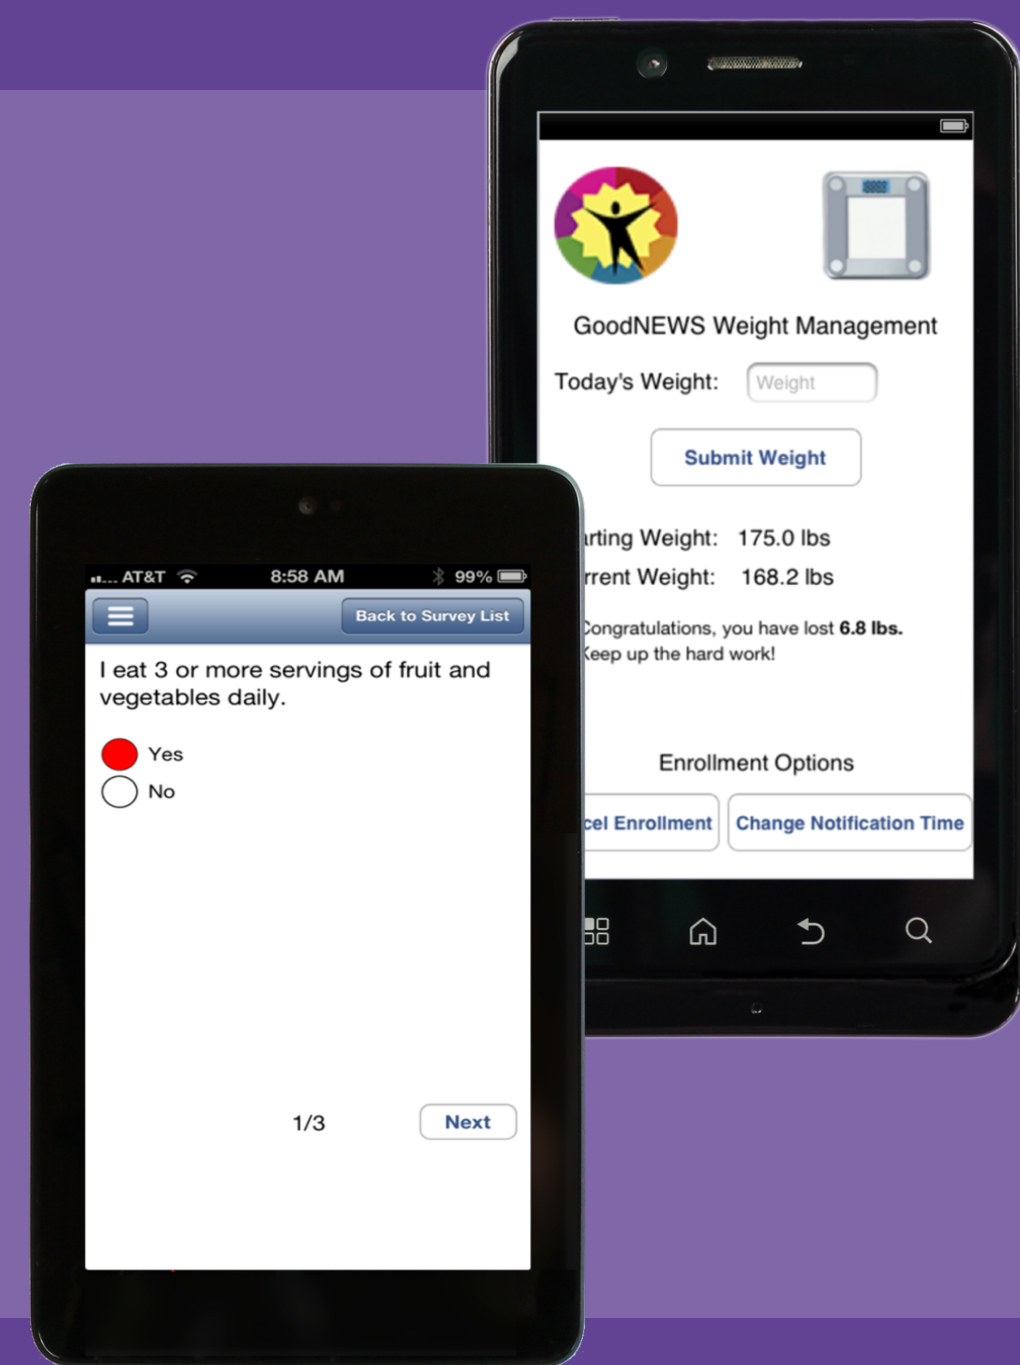 GoodNEWS Weight Management
Today's Weight: Weight
Submit Weight
Weight: 175.0 lbs
Weight: 168.2 lbs
Congratulations, you have lost 6.8 lbs.
Keep up the hard work!
Enrollment Options
Enrollment Change Notification Time
AT&T 8:58 AM 99%
Back to Survey List
I eat 3 or more servings of fruit and
vegetables daily.
Yes
No
1/3 Next